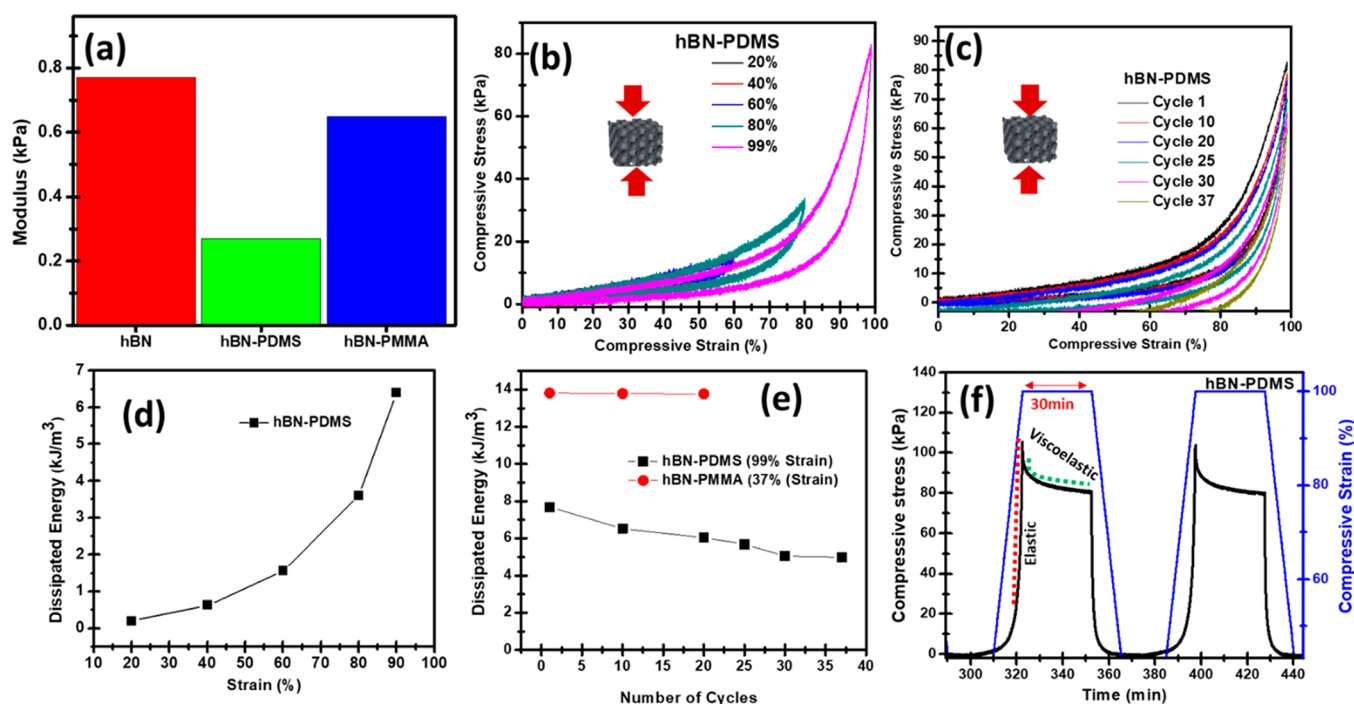 (a)
Modulus (kPa)
0.8
0.6
0.4
0.2
0.0
hBN
hBN-PDMS
hBN-PMMA
(b)
hBN-PDMS
20%
40%
60%
80%
99%
Compressive Stress (kPa)
80
60
40
20
0
0 10 20 30 40 50 60 70 80 90 100
Compressive Strain (%)
(c)
hBN-PDMS
Cycle 1
Cycle 10
Cycle 20
Cycle 25
Cycle 30
Cycle 37
Compressive Stress (kPa)
90
80
70
60
50
40
30
20
10
0
0 20 40 60 80 100
Compressive Strain (%)
(d)
hBN-PDMS
Dissipated Energy (kJ/m³)
7
6
5
4
3
2
1
0
10 20 30 40 50 60 70 80 90 100
Strain (%)
(e)
hBN-PDMS (99% Strain)
hBN-PMMA (37% (Strain)
Dissipated Energy (kJ/m³)
14
12
10
8
6
4
2
0
0 10 20 30 40
Number of Cycles
(f)
hBN-PDMS
30min
Viscoelastic
Elastic
Compressive stress (kPa)
140
120
100
80
60
40
20
0
300 320 340 360 380 400 420 440
Time (min)
100
80
60
Compressive Strain (%)